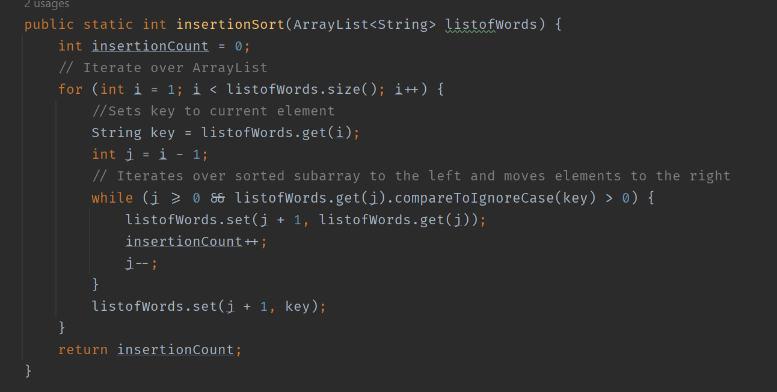 2 usages
public static int insertionSort(ArrayList<String> listofWords) {
int insertionCount = 0;
// Iterate over ArrayList
for (int i = 1; i < listofWords.size(); i++) {
//Sets key to current element
String key = listofWords.get(i);
int j = i - 1;
// Iterates over sorted subarray to the left and moves elements to the right
while (j >= 0 && listofWords.get(j).compareToIgnoreCase(key) > 0) {
listofWords.set(j + 1, listofWords.get(j));
insertionCount++;
j--;
}
listofWords.set(j + 1, key);
}
return insertionCount;
}